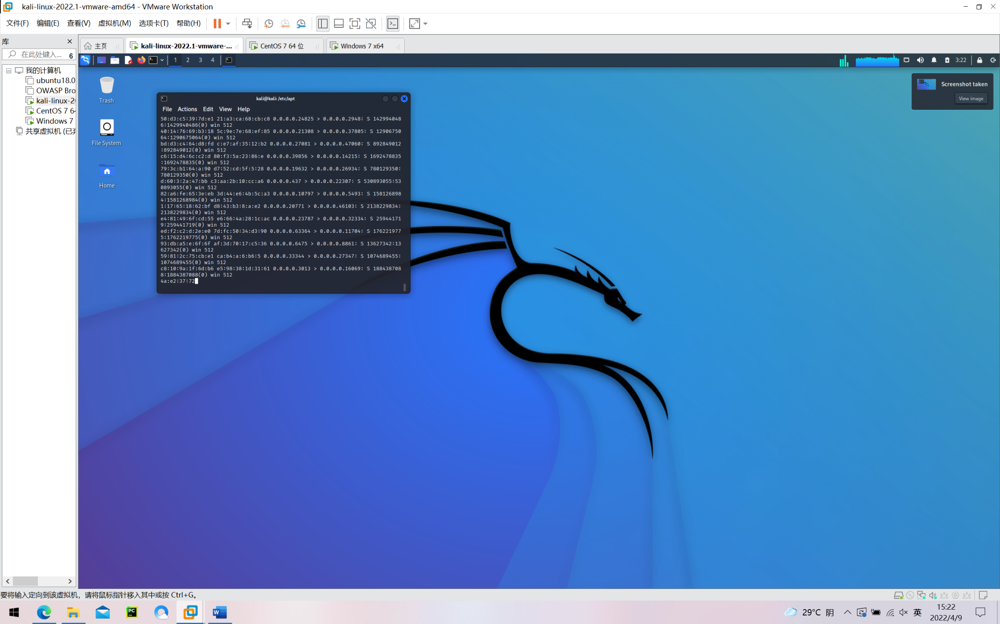 kali-linux-2022.1-vmware-amd64 - VMware Workstation
文件(F) 编辑(E) 查看(V) 虚拟机(M) 选项卡(T) 帮助(H)
库
在此处键入... 6
主页 kali-linux-2022.1-vmware-... CentOS 7 64 位 Windows 7 x64
1 2 3 4 3:22
我的计算机
ubuntu18.0
OWASP Bro
kali-linux-2
CentOS 7 6
Windows 7
共享虚拟机 (已
Trash
File System
Home
Screenshot taken
View image
kali@kali: /etc/apt
File Actions Edit View Help
50:d3:c5:39:7d:e1 21:a3:ca:68:cb:c8 0.0.0.0.24825 > 0.0.0.0.2948: S 142994048
6:1429940486(0) win 512
40:14:76:69:b3:18 5c:9e:7e:68:ef:85 0.0.0.0.21308 > 0.0.0.0.37805: S 12906750
64:1290675064(0) win 512
bd:d3:c4:64:d8:fd c:e7:af:35:12:b2 0.0.0.0.27081 > 0.0.0.0.47060: S 892849012
:892849012(0) win 512
c6:15:d4:6c:c2:d 80:f3:5a:23:86:e 0.0.0.0.39856 > 0.0.0.0.14215: S 1692478835
:1692478835(0) win 512
79:3c:b1:64:a:90 d7:52:cd:5f:5:28 0.0.0.0.19632 > 0.0.0.0.26934: S 780129350:
780129350(0) win 512
d:60:3:2a:47:bb c3:aa:2b:10:cc:a6 0.0.0.0.437 > 0.0.0.0.22307: S 530893055:53
0893055(0) win 512
82:a6:fe:65:3e:eb 3d:44:e6:4b:5c:a3 0.0.0.0.10797 > 0.0.0.0.5493: S 158126898
4:1581268984(0) win 512
1:17:65:18:62:bf d8:43:b3:8:a:e2 0.0.0.0.20771 > 0.0.0.0.46103: S 2138229834:
2138229834(0) win 512
e4:81:49:6f:cd:55 e6:66:4a:28:1c:ac 0.0.0.0.23787 > 0.0.0.0.32334: S 25944171
9:259441719(0) win 512
ed:f2:c2:d:2e:e0 7d:fc:50:34:d3:90 0.0.0.0.63364 > 0.0.0.0.11704: S 176221977
5:1762219775(0) win 512
93:db:a5:e:6f:6f af:3d:70:17:c5:36 0.0.0.0.6475 > 0.0.0.0.8861: S 13627342:13
627342(0) win 512
59:81:2c:75:cb:e1 ca:b4:a:6:b6:5 0.0.0.0.33344 > 0.0.0.0.27347: S 1074689455:
1074689455(0) win 512
c8:10:9a:1f:6d:b6 e5:98:38:1d:31:61 0.0.0.0.3013 > 0.0.0.0.16069: S 188438708
8:1884387088(0) win 512
4a:e2:37:72
要将输入定向到该虚拟机，请将鼠标指针移入其中或按 Ctrl+G。
PC W 29°C 阴 英 15:22
2022/4/9